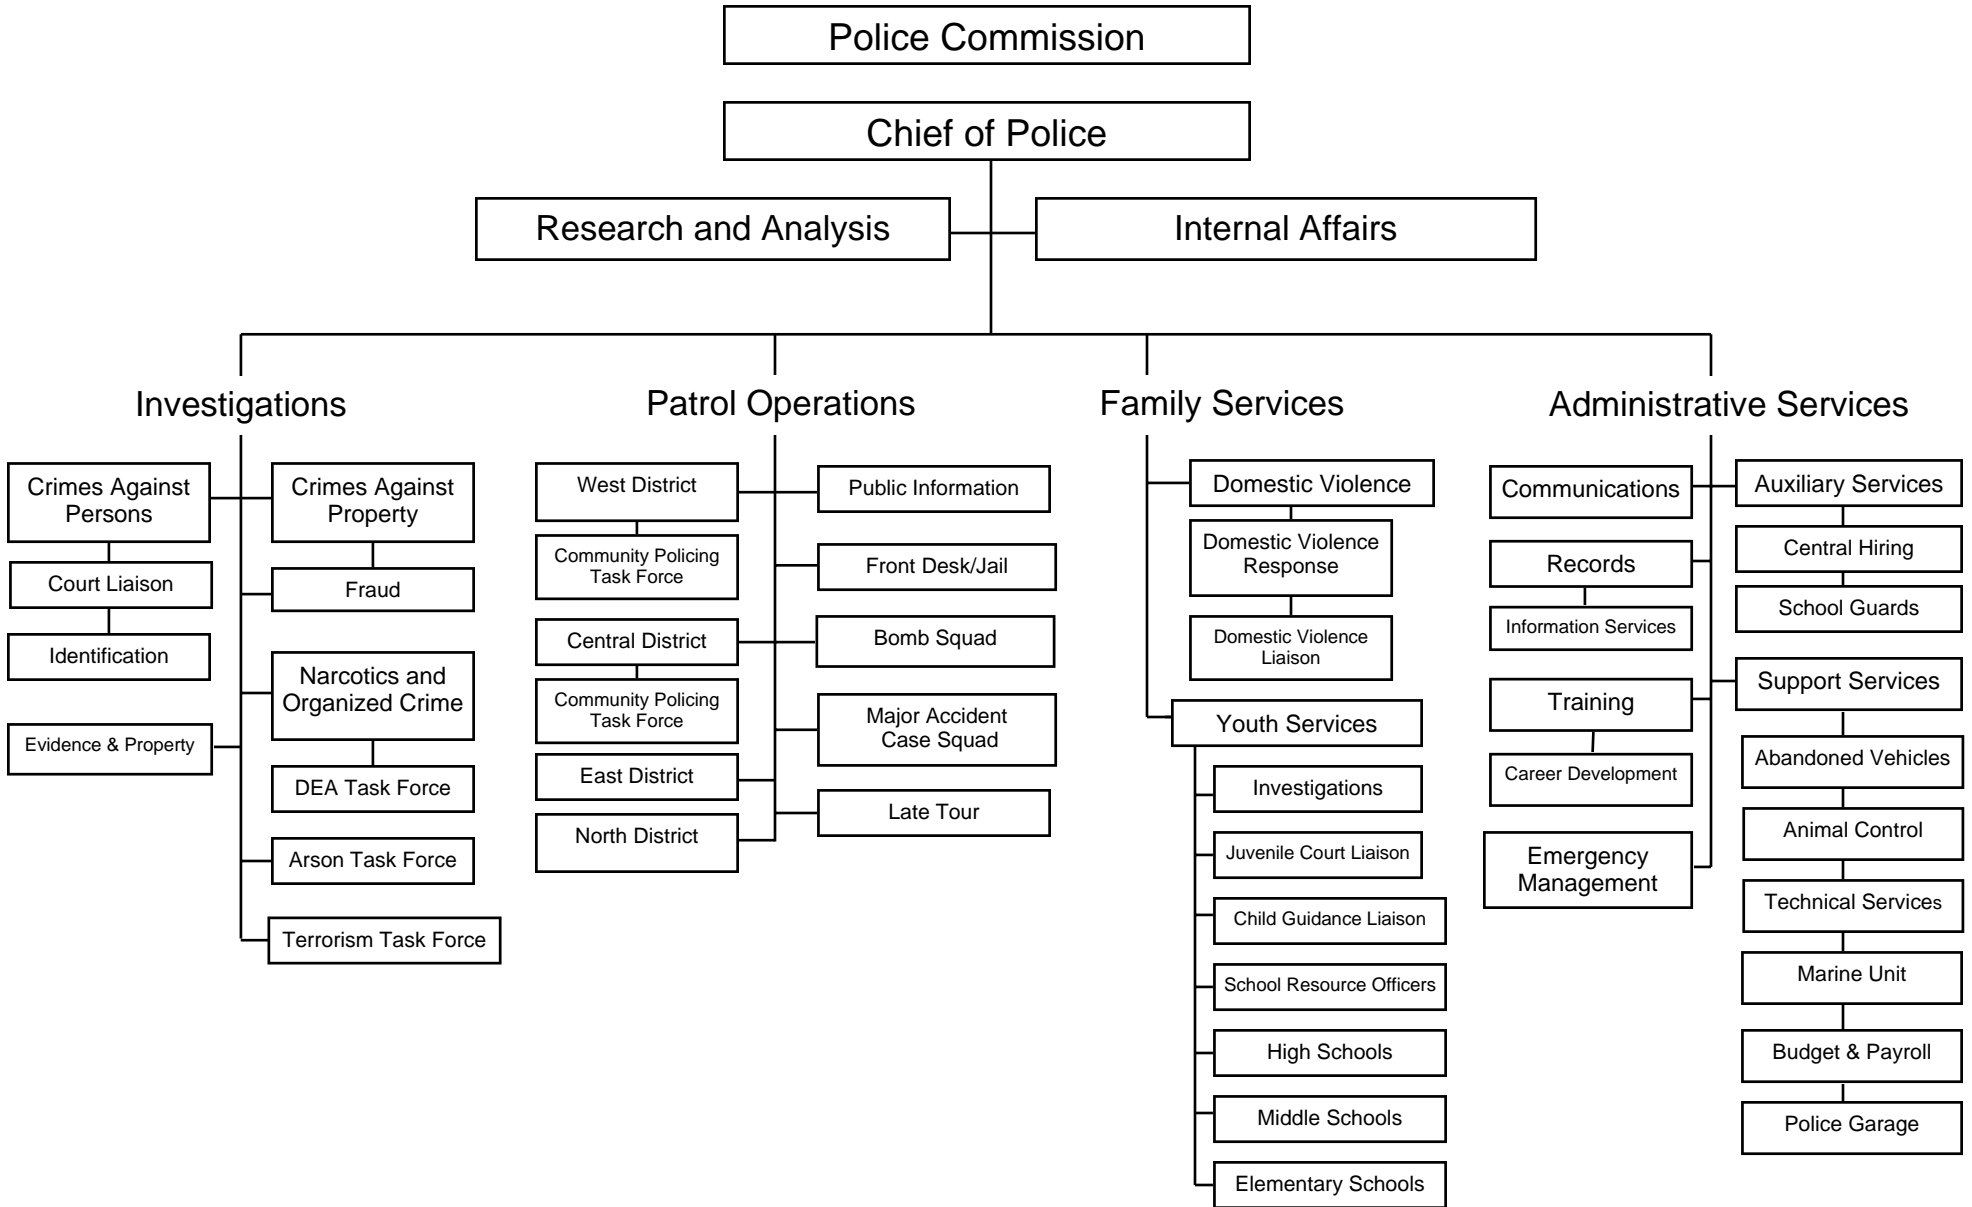 Police Commission
Chief of Police
Research and Analysis
Internal Affairs
Investigations
Patrol Operations
Family Services
Administrative Services
Crimes Against
Persons
Court Liaison
Identification
Evidence & Property
Crimes Against
Property
Fraud
Narcotics and
Organized Crime
DEA Task Force
Arson Task Force
Terrorism Task Force
West District
Community Policing
Task Force
Central District
Community Policing
Task Force
East District
North District
Public Information
Front Desk/Jail
Bomb Squad
Major Accident
Case Squad
Late Tour
Domestic Violence
Domestic Violence
Response
Domestic Violence
Liaison
Youth Services
Investigations
Juvenile Court Liaison
Child Guidance Liaison
School Resource Officers
High Schools
Middle Schools
Elementary Schools
Communications
Records
Information Services
Training
Career Development
Emergency
Management
Auxiliary Services
Central Hiring
School Guards
Support Services
Abandoned Vehicles
Animal Control
Technical Services
Marine Unit
Budget & Payroll
Police Garage